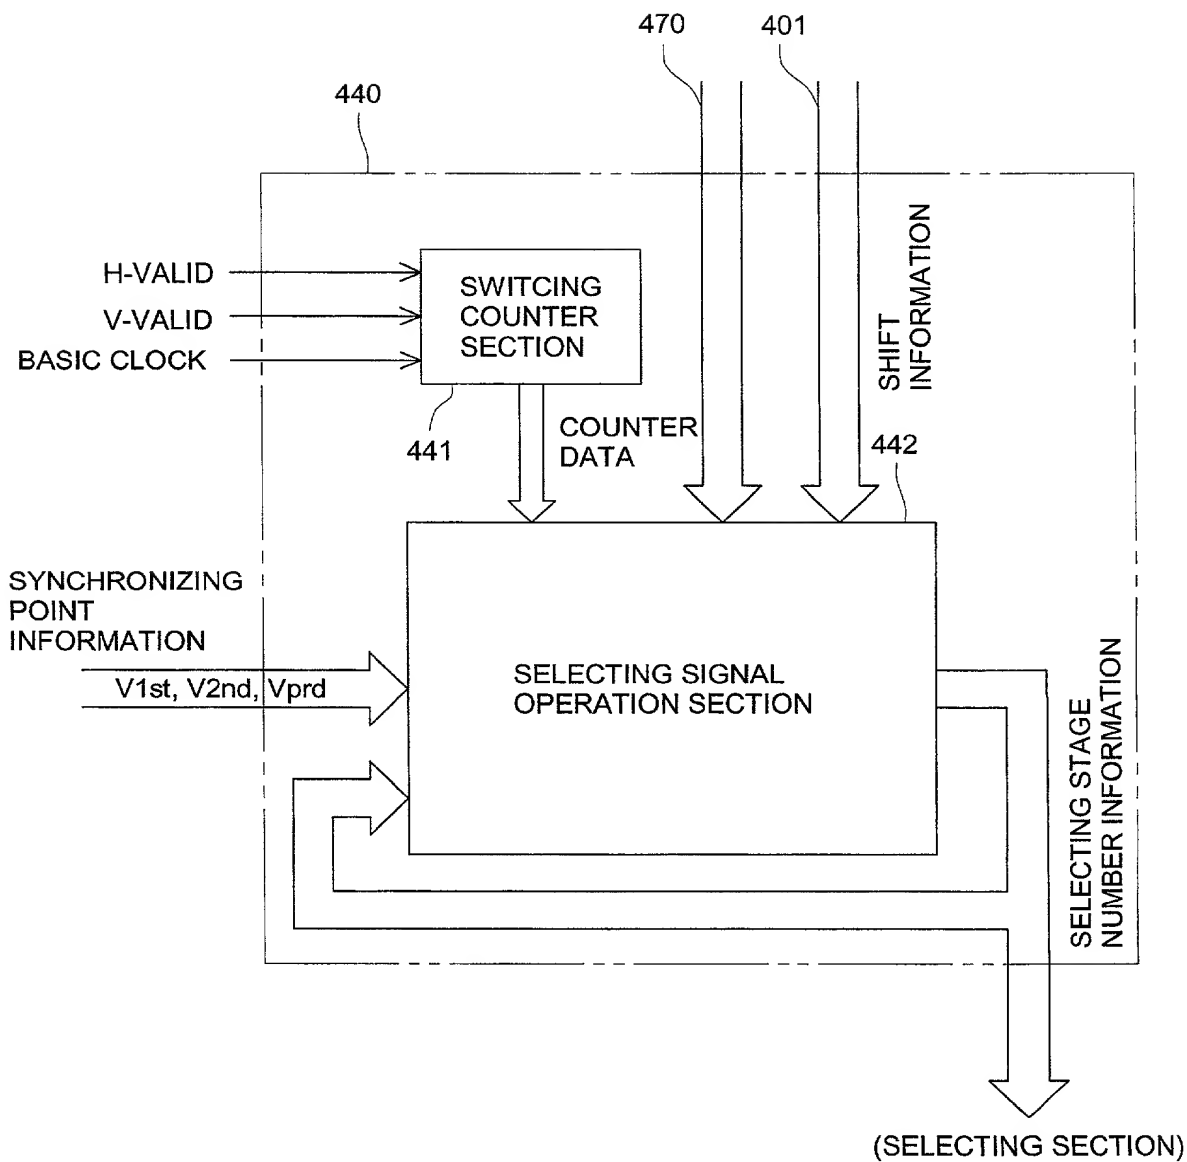 470
401
440
H-VALID
V-VALID
BASIC CLOCK
SWITCING
COUNTER
SECTION
SHIFT
INFORMATION
441
COUNTER
DATA
442
SYNCHRONIZING
POINT
INFORMATION
V1st, V2nd, Vprd
SELECTING SIGNAL
OPERATION SECTION
SELECTING STAGE
NUMBER INFORMATION
(SELECTING SECTION)